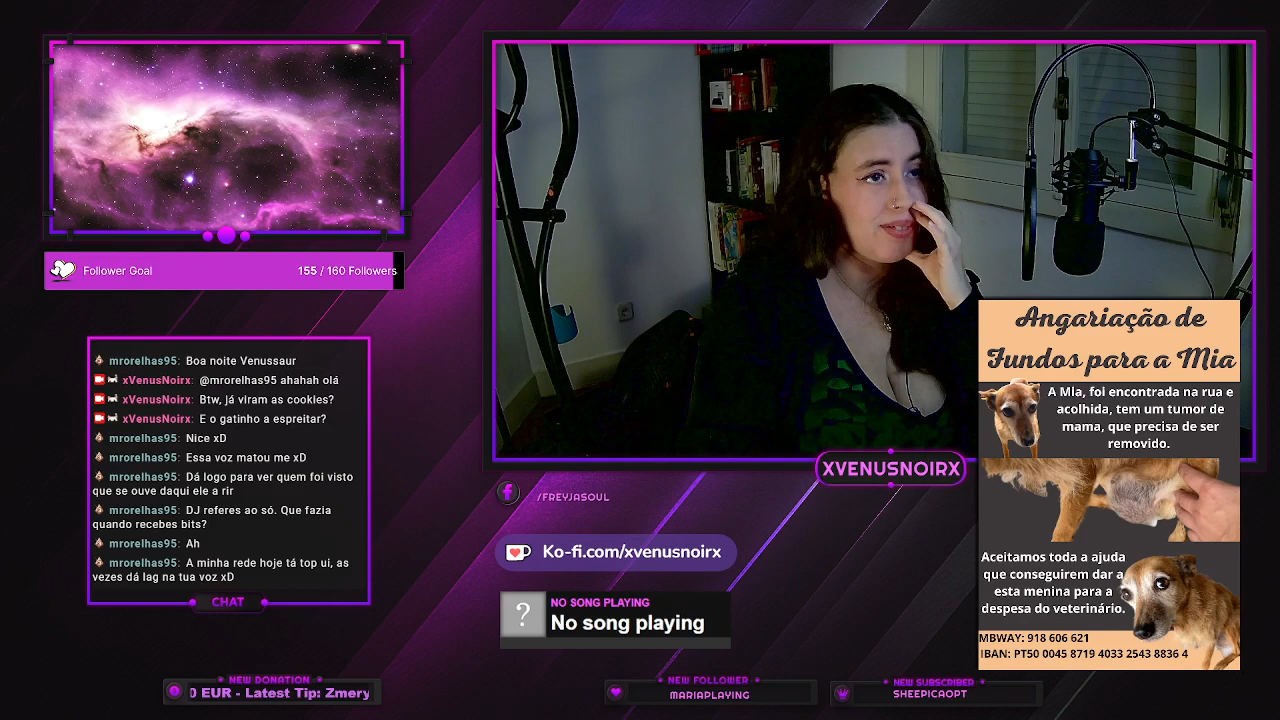 Follower Goal 155 / 160 Followers
mrorelhas95: Boa noite Venussaur
xVenusNoirx: @mrorelhas95 ahahah olá
xVenusNoirx: Btw, já viram as cookies?
xVenusNoirx: E o gatinho a espreitar?
mrorelhas95: Nice xD
mrorelhas95: Essa voz matou me xD
mrorelhas95: Dá logo para ver quem foi visto
que se ouve daqui ele a rir
mrorelhas95: DJ referes ao só. Que fazia
quando recebes bits?
mrorelhas95: Ah
mrorelhas95: A minha rede hoje tá top ui, as
vezes dá lag na tua voz xD
CHAT
XVENUSNOIRX
/FREYJASOUL
Ko-fi.com/xvenusnoirx
NO SONG PLAYING
No song playing
Angariação de
Fundos para a Mia
A Mia, foi encontrada na rua e
acolhida, tem um tumor de
mama, que precisa de ser
removido.
Aceitamos toda a ajuda
que conseguirem dar a
esta menina para a
despesa do veterinário.
MBWAY: 918 606 621
IBAN: PT50 0045 8719 4033 2543 8836 4
NEW DONATION
EUR - Latest Tip: Zmery
NEW FOLLOWER
MARIAPLAYING
NEW SUBSCRIBER
SHEEPICAOPT